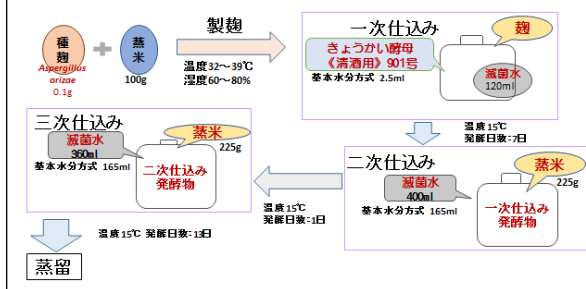 種麹
Aspergillus
orizae
0.1g
蒸米
100g
製麹
温度32〜39℃
湿度60〜80%
一次仕込み
きょうかい酵母
《清酒用》901号
基本水分方式 2.5ml
麹
滅菌水
120ml
温度15℃
発酵日数:7日
二次仕込み
滅菌水
400ml
基本水分方式 165ml
蒸米
225g
一次仕込み
発酵物
温度15℃
発酵日数:1日
三次仕込み
滅菌水
360ml
基本水分方式 165ml
蒸米
225g
二次仕込み
発酵物
温度15℃ 発酵日数:13日
蒸留